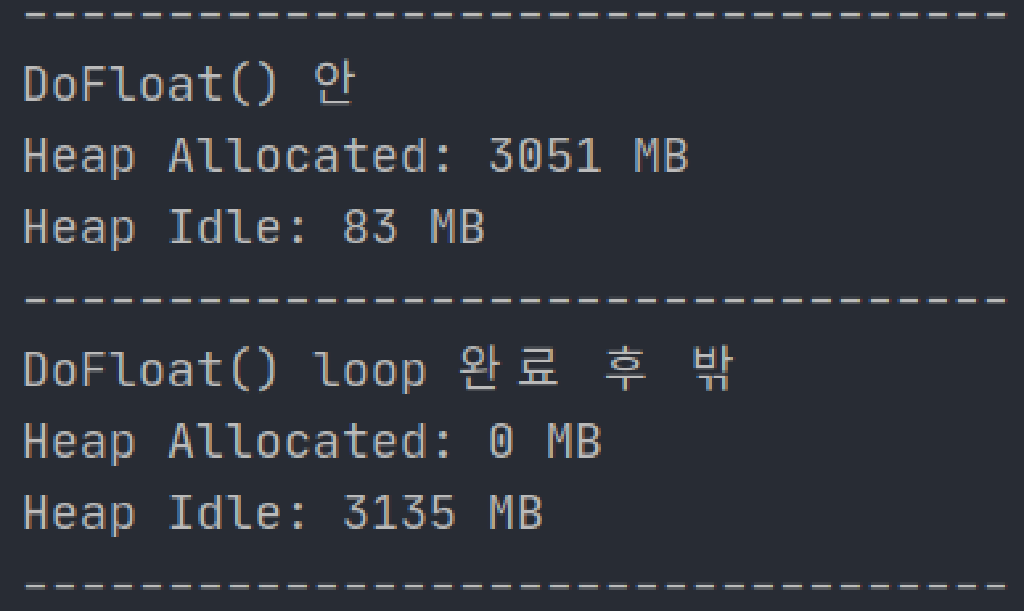 ----------------------------------
DoFloat() 안
Heap Allocated: 3051 MB
Heap Idle: 83 MB
----------------------------------
DoFloat() loop 완료 후 밖
Heap Allocated: 0 MB
Heap Idle: 3135 MB
----------------------------------